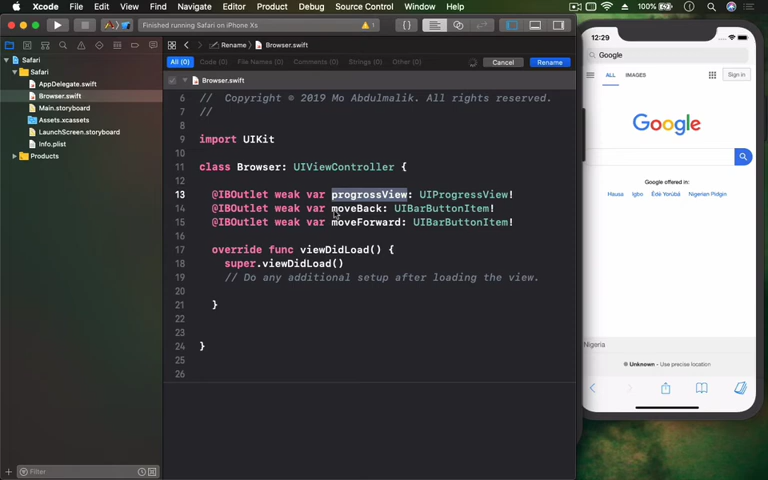 Xcode File Edit View Find Navigate Editor Product Debug Source Control Window Help 100%
Finished running Safari on iPhone Xs 1
Rename Browser.swift
All (0) Code (0) File Names (0) Comments (0) Strings (0) Other (0) Cancel Rename
Browser.swift
Safari
Safari
AppDelegate.swift
Browser.swift
Main.storyboard
Assets.xcassets
LaunchScreen.storyboard
Info.plist
Products
Filter
6 // Copyright © 2019 Mo Abdulmalik. All rights reserved.
7 //
8
9 import UIKit
10
11 class Browser: UIViewController {
12
13 @IBOutlet weak var progrossView: UIProgressView!
14 @IBOutlet weak var moveBack: UIBarButtonItem!
15 @IBOutlet weak var moveForward: UIBarButtonItem!
16
17 override func viewDidLoad() {
18 super.viewDidLoad()
19 // Do any additional setup after loading the view.
20
21 }
22
23
24 }
25
26
12:29
Google
ALL IMAGES Sign in
Google
Google offered in:
Hausa Igbo Èdè Yorùbá Nigerian Pidgin
Nigeria
Unknown - Use precise location